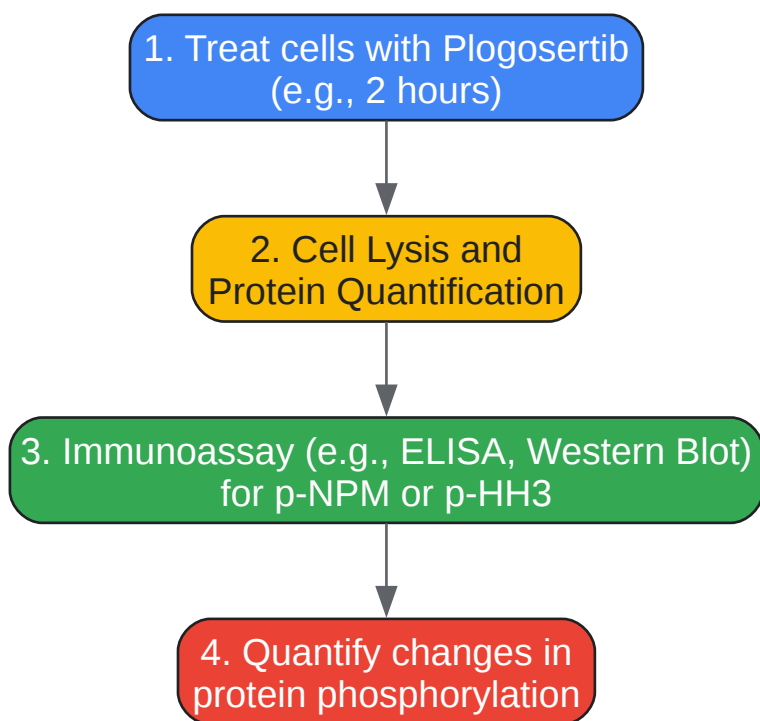 1. Treat cells with Plogosertib
(e.g., 2 hours)
2. Cell Lysis and
Protein Quantification
3. Immunoassay (e.g., ELISA, Western Blot)
for p-NPM or p-HH3
4. Quantify changes in
protein phosphorylation